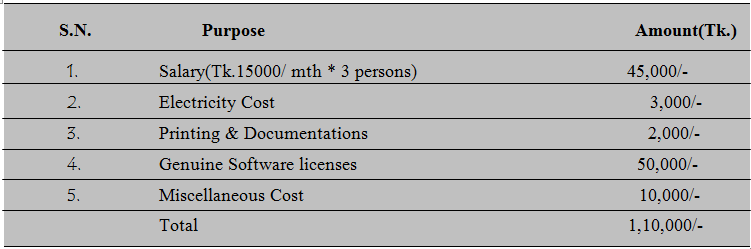 S.N. Purpose Amount(Tk.)
1. Salary(Tk.15000/ mth * 3 persons) 45,000/-
2. Electricity Cost 3,000/-
3. Printing & Documentations 2,000/-
4. Genuine Software licenses 50,000/-
5. Miscellaneous Cost 10,000/-
Total 1,10,000/-